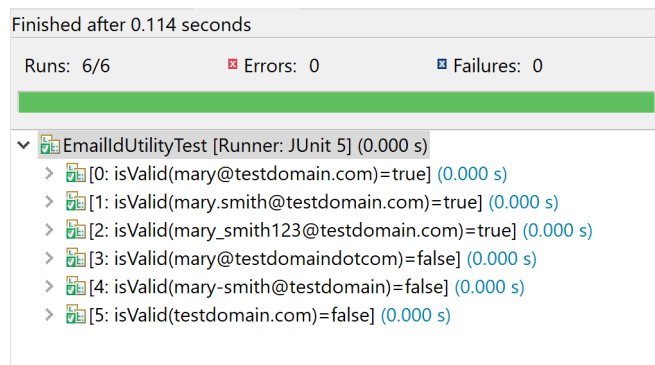 Finished after 0.114 seconds
Runs: 6/6 Errors: 0 Failures: 0
EmailIdUtilityTest [Runner: JUnit 5] (0.000 s)
[0: isValid(mary@testdomain.com)=true] (0.000 s)
[1: isValid(mary.smith@testdomain.com)=true] (0.000 s)
[2: isValid(mary_smith123@testdomain.com)=true] (0.000 s)
[3: isValid(mary@testdomaindotcom)=false] (0.000 s)
[4: isValid(mary-smith@testdomain)=false] (0.000 s)
[5: isValid(testdomain.com)=false] (0.000 s)